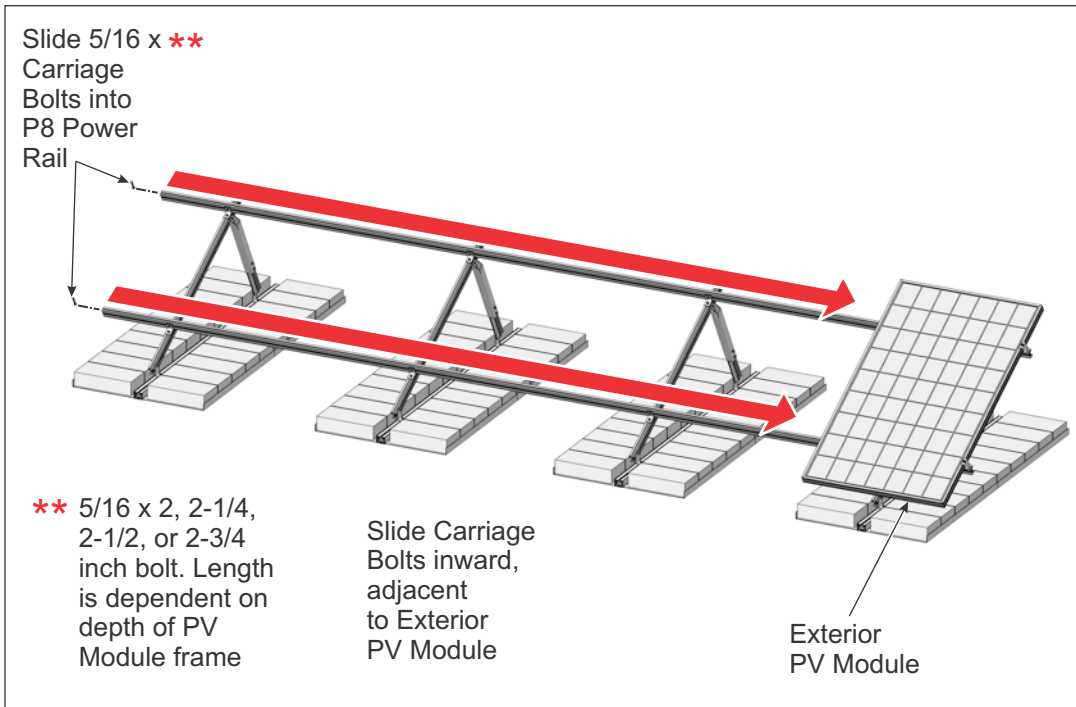 Slide 5/16 x **
Carriage
Bolts into
P8 Power
Rail
** 5/16 x 2, 2-1/4,
2-1/2, or 2-3/4
inch bolt. Length
is dependent on
depth of PV
Module frame
Slide Carriage
Bolts inward,
adjacent
to Exterior
PV Module
Exterior
PV Module